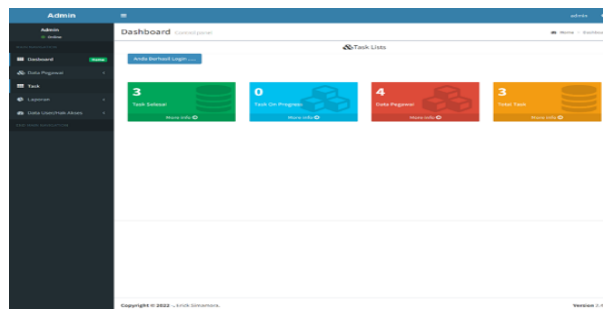 Admin
admin
Admin
Online
Dashboard Control panel
Home > Dashboard
Task Lists
Anda Berhasil Login .....
Dasboard
Home
Data Pegawai
Task
Laporan
Data User/Hak Akses
3
Task Selesai
More info
0
Task On Progress
More info
4
Data Pegawai
More info
3
Total Task
More info
Copyright © 2022
Version